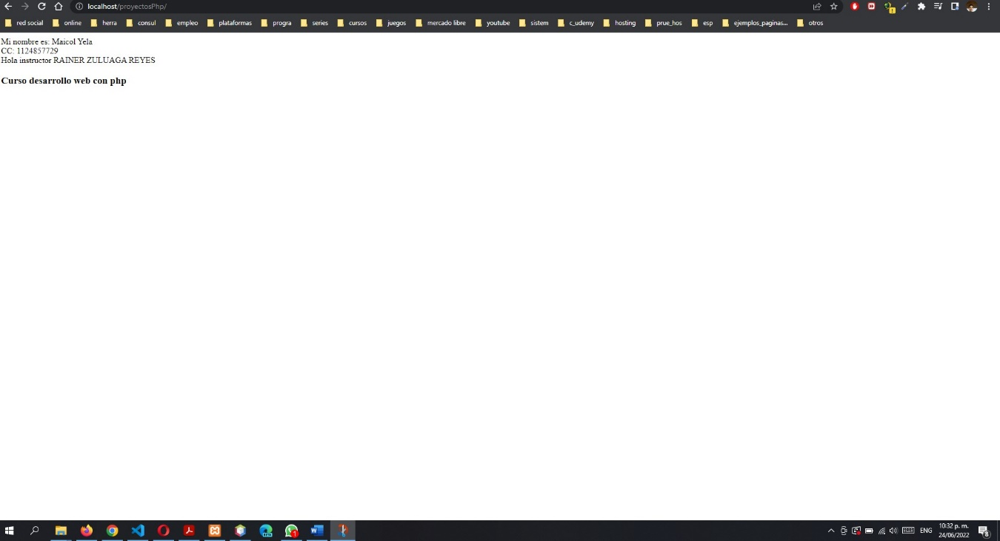 localhost/proyectosPhp/
red social online herra consul empleo plataformas progra series cursos juegos mercado libre youtube sistem c_udemy hosting prue_hos esp ejemplos_paginas... otros
Mi nombre es: Maicol Yela
CC: 1124857729
Hola instructor RAINER ZULUAGA REYES
Curso desarrollo web con php
ENG
10:32 p. m.
24/06/2022
1
8